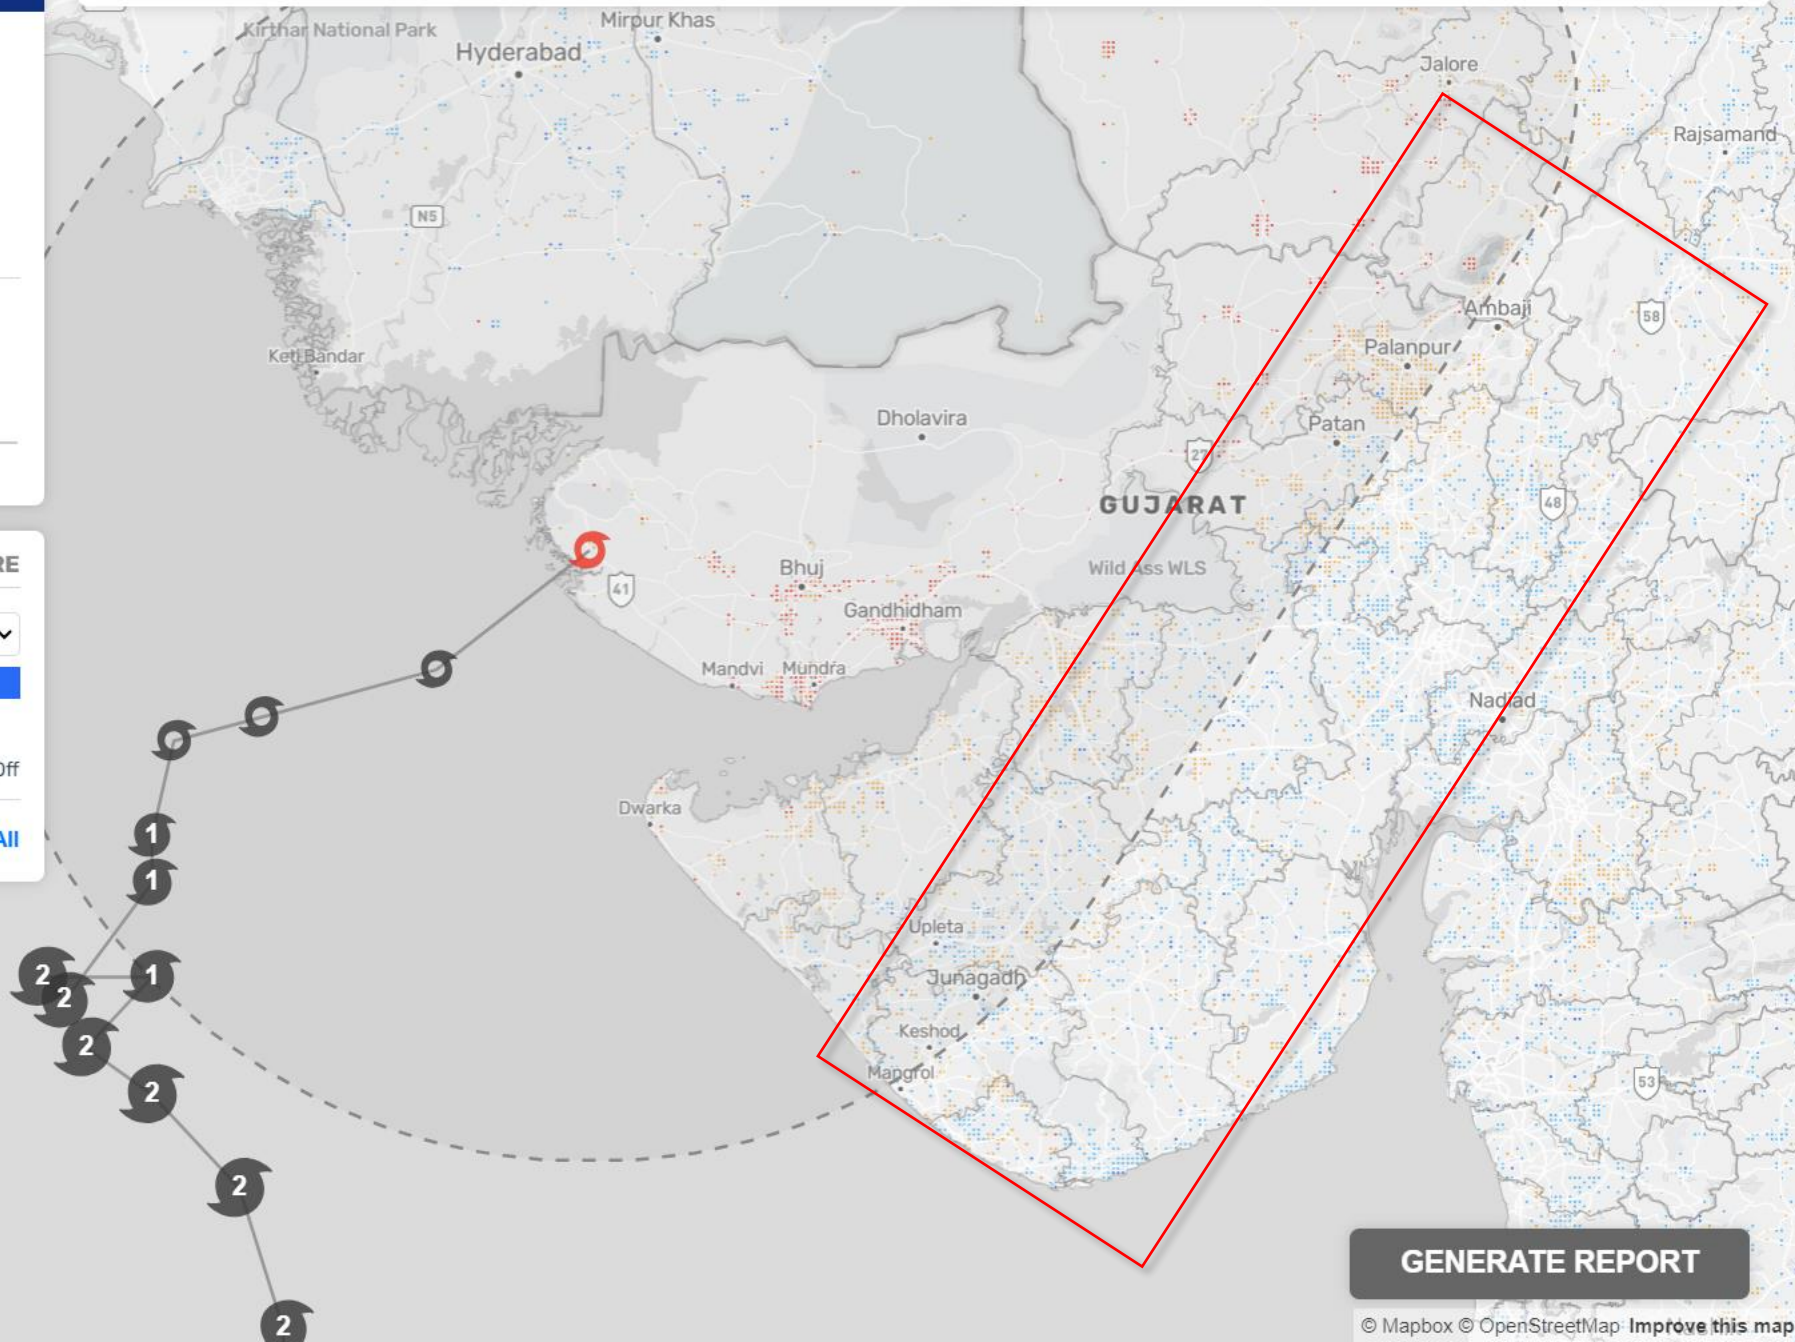 Kirthar National Park
Mirpur Khas
Hyderabad
Jalore
Rajsamand
N5
Ambaji
58
Palanpur
Keti Bandar
Dholavira
Patan
27
GUJARAT
48
RE
Bhuj
Wild Ass WLS
41
Gandhidham
Mandvi
Mundra
Nadiad
Off
Dwarka
1
All
1
Upleta
2
1
Junagadh
2
Keshod
2
Mangrol
53
2
2
GENERATE REPORT
2
© Mapbox © OpenStreetMap Improve this map